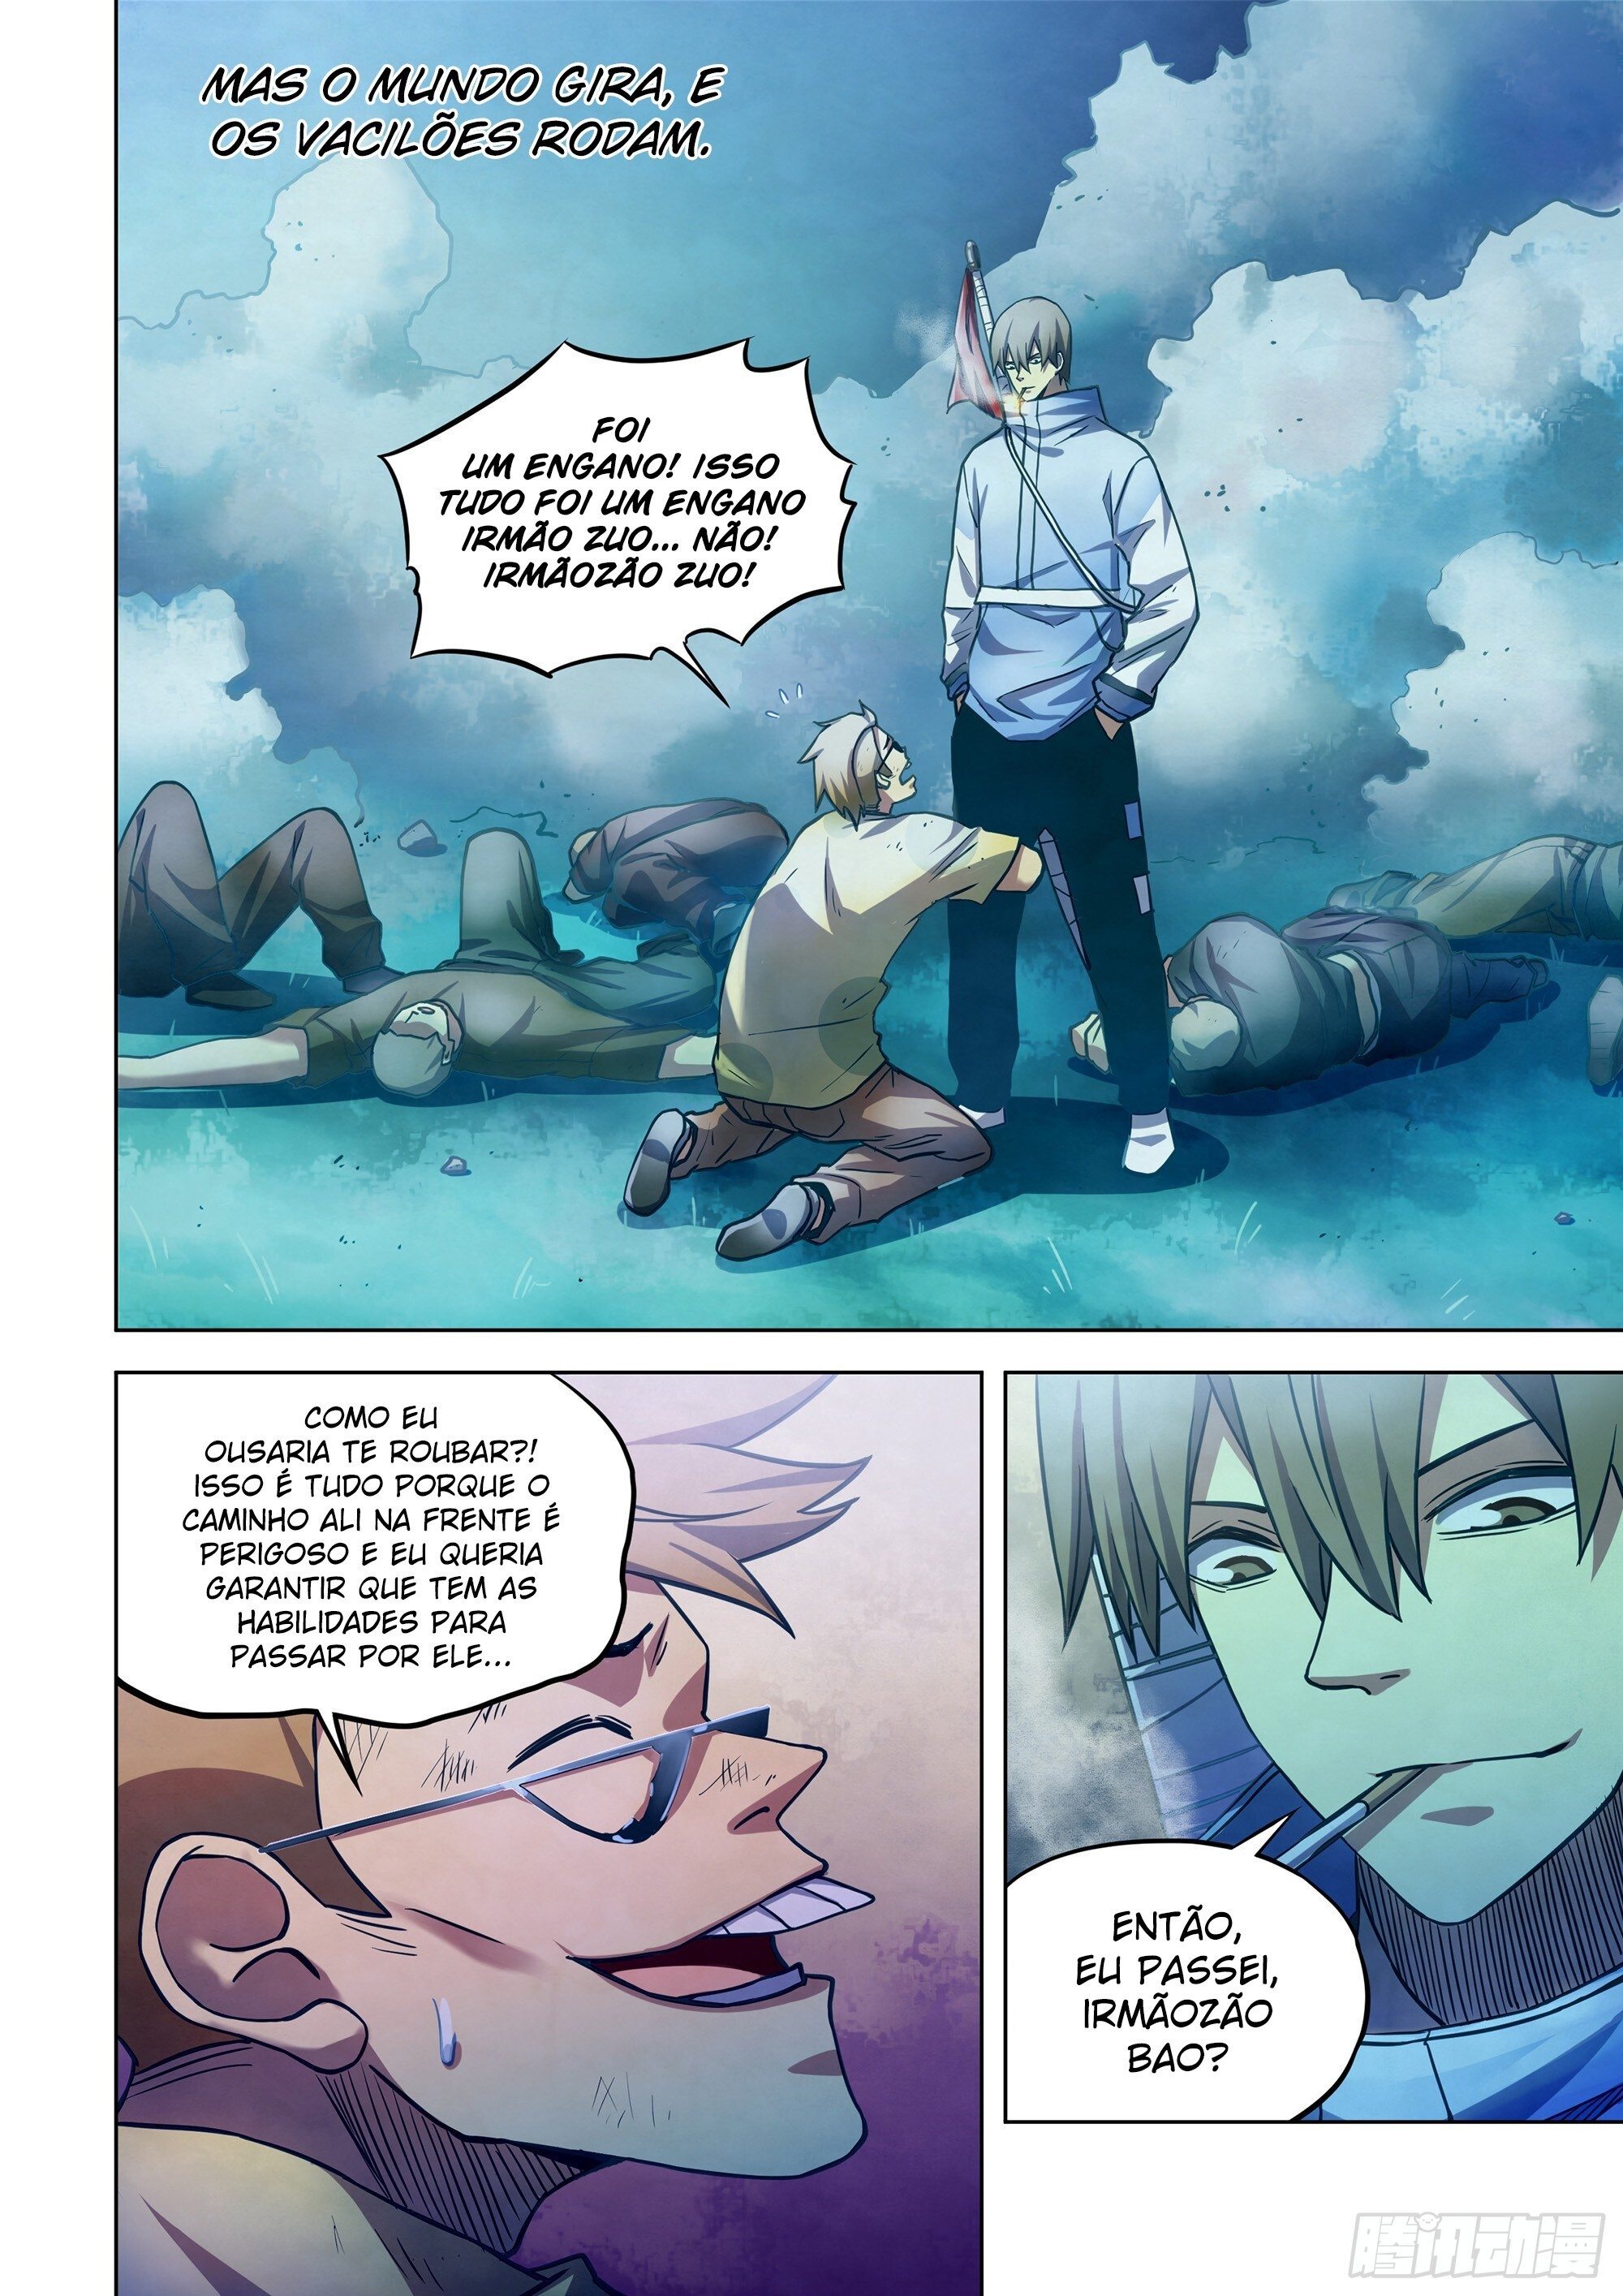 MAS O MUNDO GIRA, E
OS VACILÕES RODAM.
FOI
UM ENGANO! ISSO
TUDO FOI UM ENGANO
IRMÃO ZUO... NÃO!
IRMÃOZÃO ZUO!
COMO EU
OUSARIA TE ROUBAR?!
ISSO É TUDO PORQUE O
CAMINHO ALI NA FRENTE É
PERIGOSO E EU QUERIA
GARANTIR QUE TEM AS
HABILIDADES PARA
PASSAR POR ELE...
ENTÃO,
EU PASSEI,
IRMÃOZÃO
BAO?
腾讯动漫